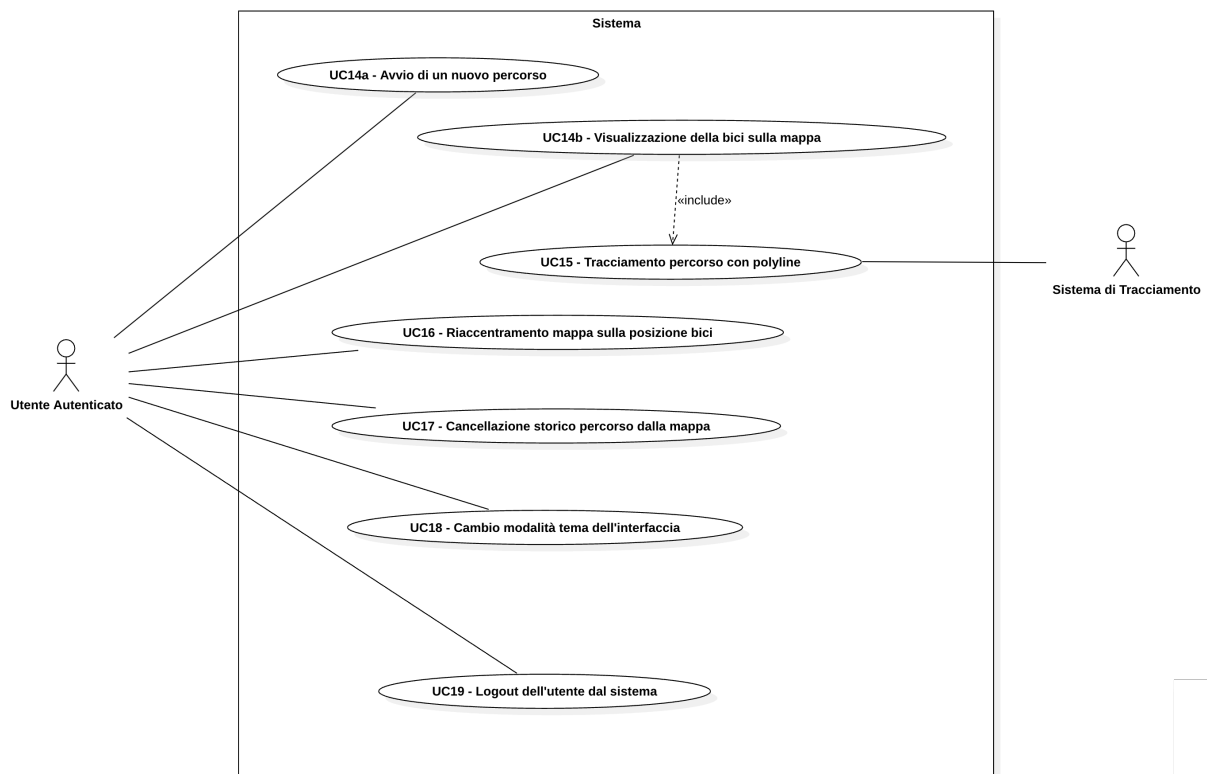 Sistema
UC14a - Avvio di un nuovo percorso
UC14b - Visualizzazione della bici sulla mappa
«include»
UC15 - Tracciamento percorso con polyline
Sistema di Tracciamento
UC16 - Riaccentramento mappa sulla posizione bici
Utente Autenticato
UC17 - Cancellazione storico percorso dalla mappa
UC18 - Cambio modalità tema dell'interfaccia
UC19 - Logout dell'utente dal sistema